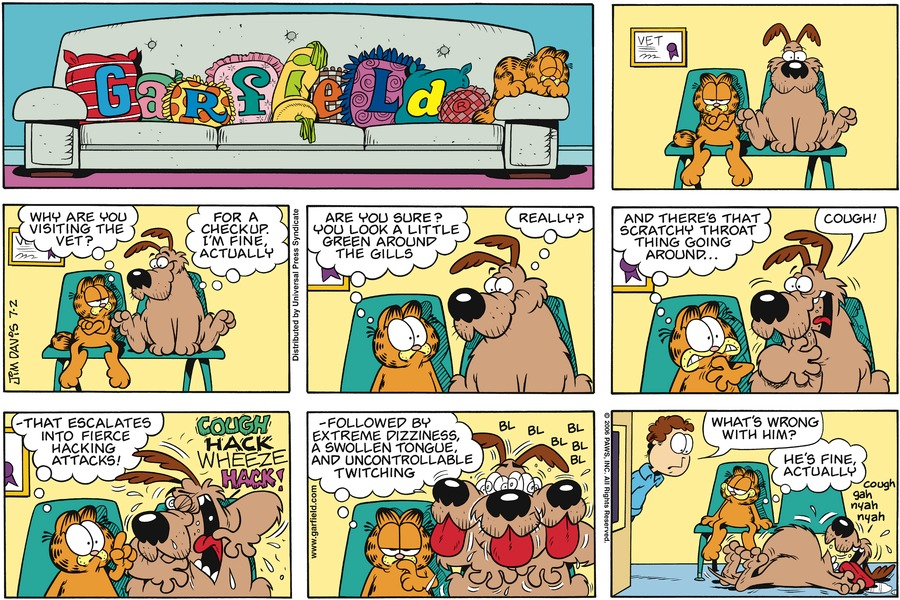 Garfield
VET
WHY ARE YOU
VISITING THE
VET?
FOR A
CHECKUP.
I'M FINE,
ACTUALLY
JIM DAVIS 7-2
Distributed by Universal Press Syndicate
ARE YOU SURE?
YOU LOOK A LITTLE
GREEN AROUND
THE GILLS
REALLY?
AND THERE'S THAT
SCRATCHY THROAT
THING GOING
AROUND..
COUGH!
-THAT ESCALATES
INTO FIERCE
HACKING
ATTACKS!
COUGH
HACK
WHEEZE
HACK!
-FOLLOWED BY
EXTREME DIZZINESS,
A SWOLLEN TONGUE,
AND UNCONTROLLABLE
TWITCHING
BL BL BL BL BL BL
www.garfield.com
© 2006 PAWS, INC. All Rights Reserved.
WHAT'S WRONG
WITH HIM?
HE'S FINE,
ACTUALLY
cough
gah
nyah
nyah